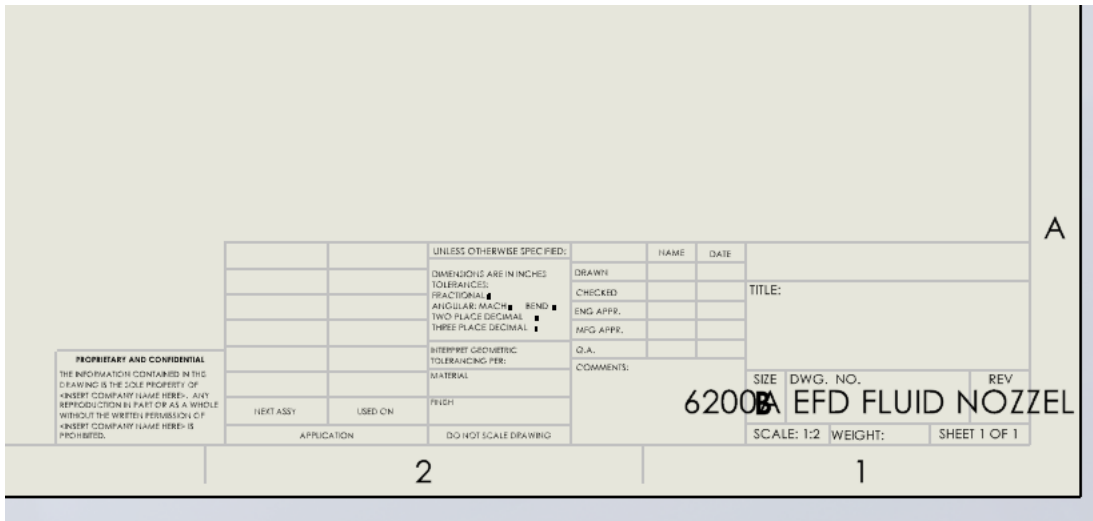 A
UNLESS OTHERWISE SPECIFIED:
NAME
DATE
DIMENSIONS ARE IN INCHES
TOLERANCES:
FRACTIONAL
ANGULAR: MACH BEND
TWO PLACE DECIMAL
THREE PLACE DECIMAL
DRAWN
CHECKED
ENG APPR.
MFG APPR.
TITLE:
INTERPRET GEOMETRIC
TOLERANCING PER:
Q.A.
COMMENTS:
MATERIAL
FINISH
PROPRIETARY AND CONFIDENTIAL
THE INFORMATION CONTAINED IN THIS
DRAWING IS THE SOLE PROPERTY OF
<INSERT COMPANY NAME HERE>. ANY
REPRODUCTION IN PART OR AS A WHOLE
WITHOUT THE WRITTEN PERMISSION OF
<INSERT COMPANY NAME HERE> IS
PROHIBITED.
NEXT ASSY
USED ON
APPLICATION
DO NOT SCALE DRAWING
SIZE DWG. NO. REV
B
6200A EFD FLUID NOZZEL
SCALE: 1:2 WEIGHT: SHEET 1 OF 1
2
1